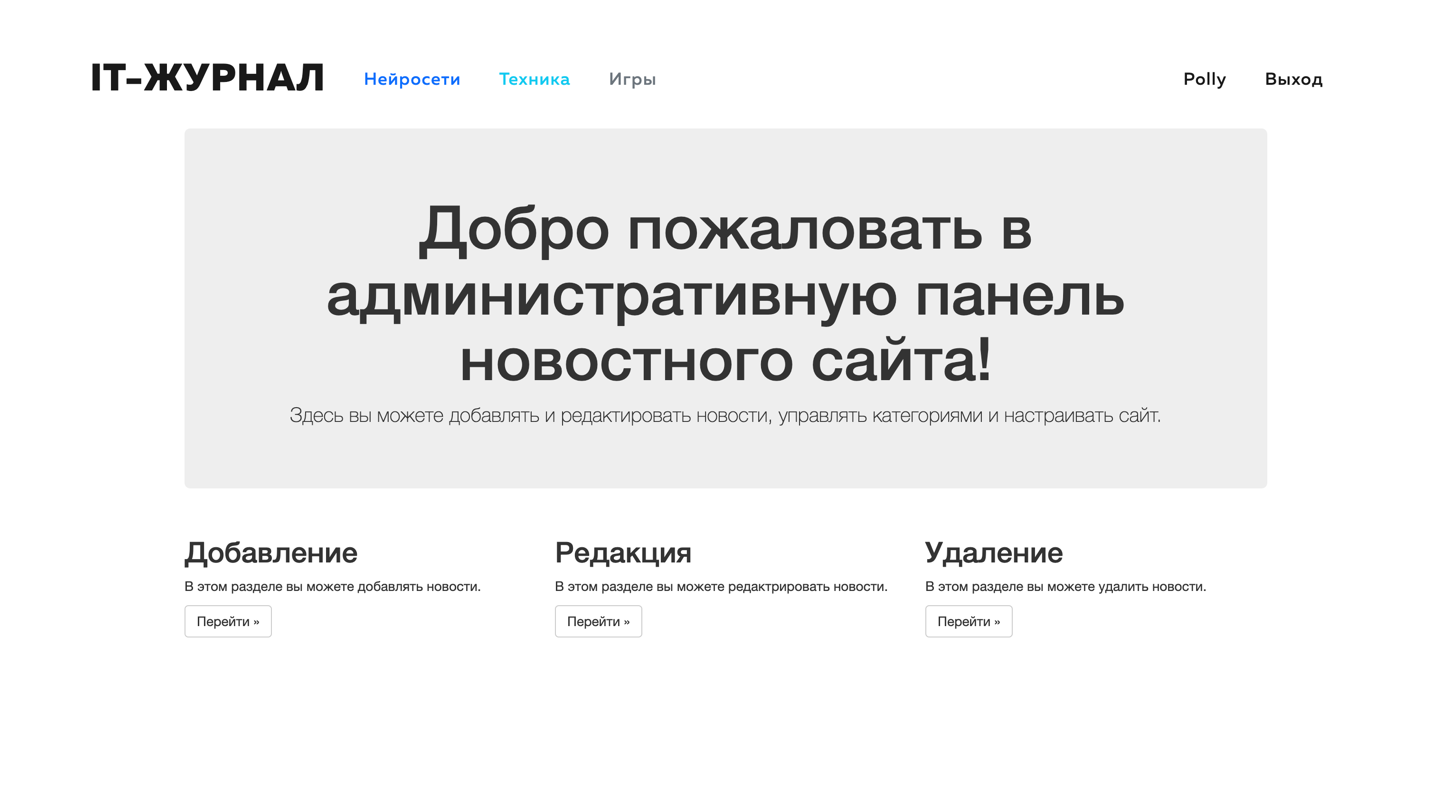 IT-ЖУРНАЛ Нейросети Техника Игры Polly Выход
Добро пожаловать в
административную панель
новостного сайта!
Здесь вы можете добавлять и редактировать новости, управлять категориями и настраивать сайт.
Добавление Редакция Удаление
В этом разделе вы можете добавлять новости. В этом разделе вы можете редактрировать новости. В этом разделе вы можете удалить новости.
Перейти » Перейти » Перейти »